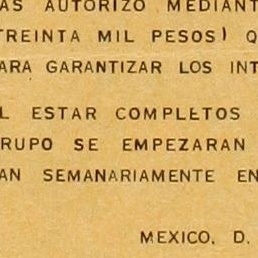 AS AUTORIZO MEDIANT
TREINTA MIL PESOS) Q
ARA GARANTIZAR LOS INT
L ESTAR COMPLETOS
RUPO SE EMPEZARAN
AN SEMANARIAMENTE EN
MEXICO, D.